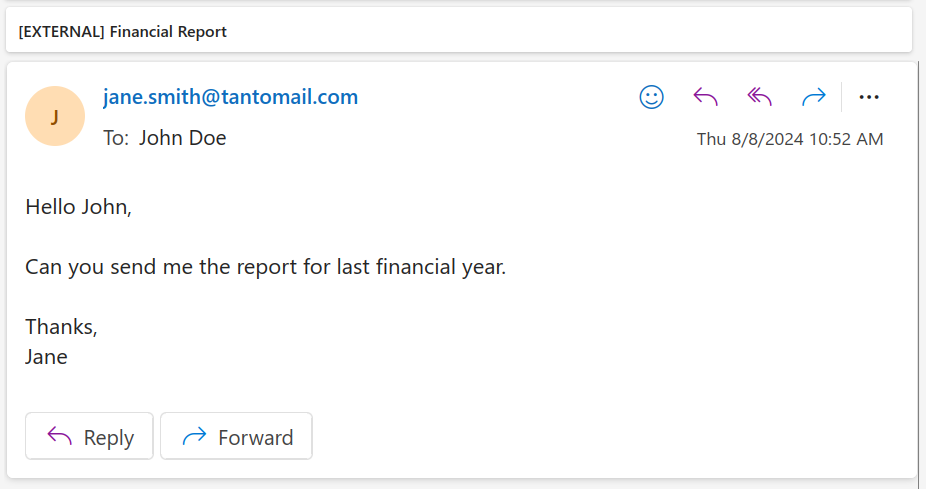 [EXTERNAL] Financial Report
jane.smith@tantomail.com
J
To: John Doe
Thu 8/8/2024 10:52 AM
Hello John,
Can you send me the report for last financial year.
Thanks,
Jane
Reply
Forward